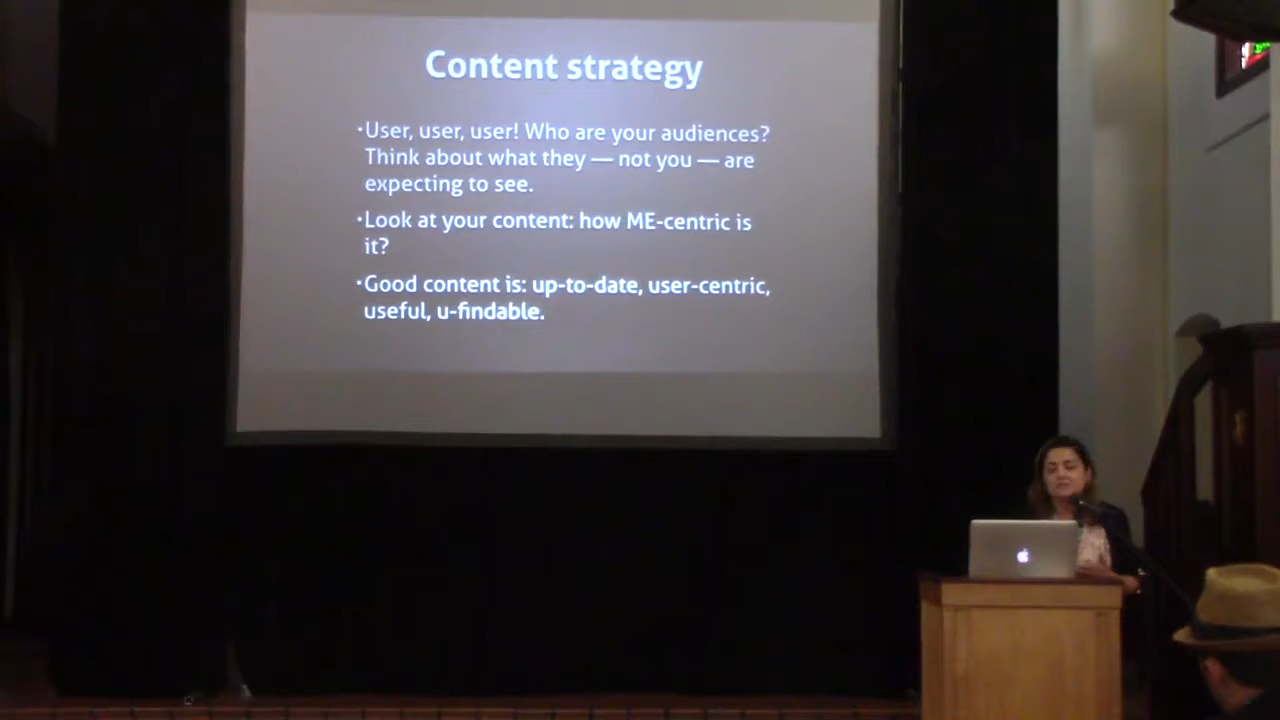 Content strategy
•User, user, user! Who are your audiences?
Think about what they — not you — are
expecting to see.
•Look at your content: how ME-centric is
it?
•Good content is: up-to-date, user-centric,
useful, u-findable.